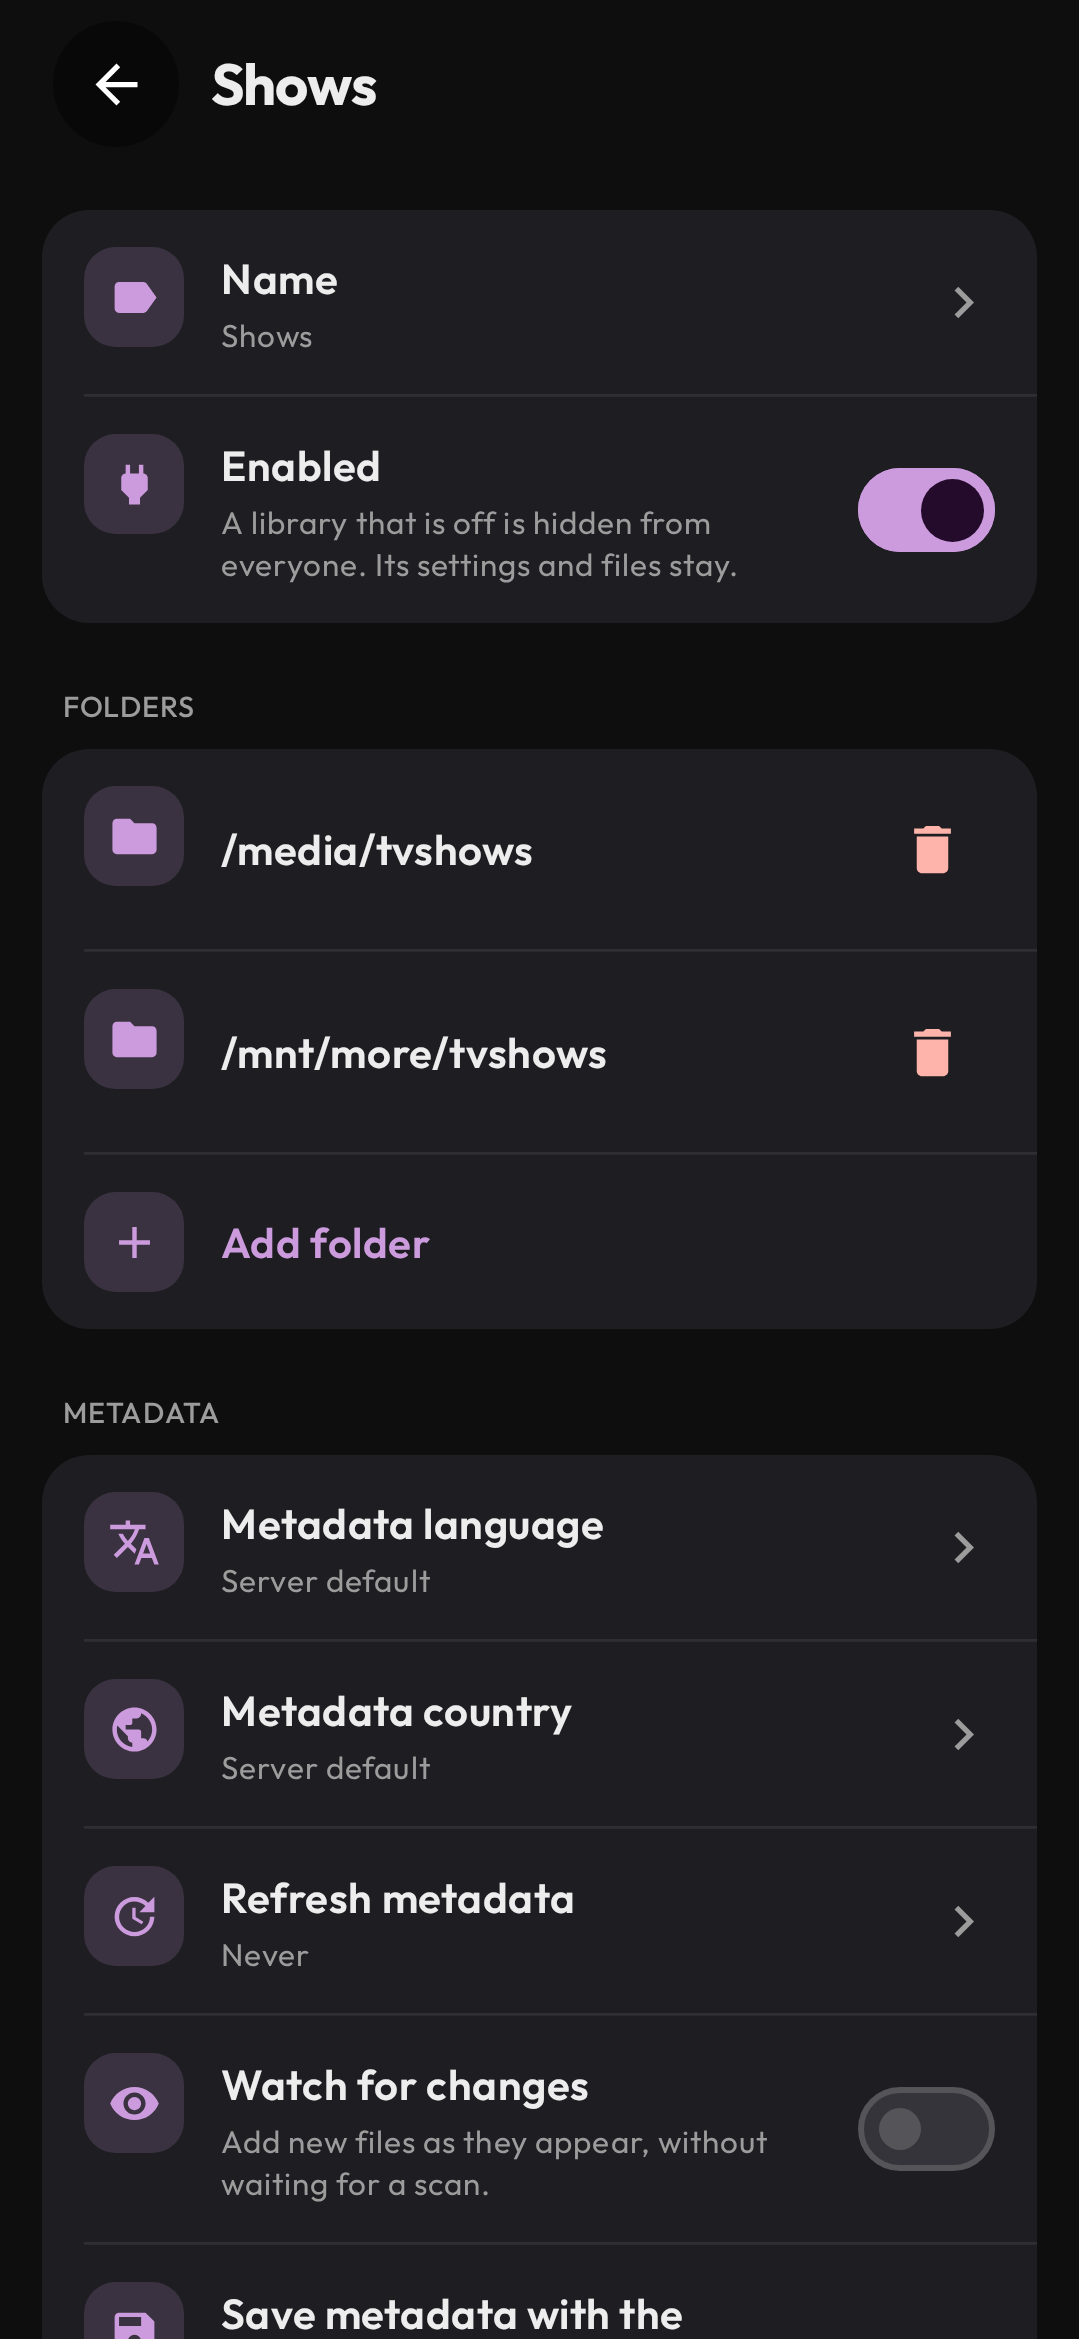 Shows
Name
Shows
Enabled
A library that is off is hidden from
everyone. Its settings and files stay.
FOLDERS
/media/tvshows
/mnt/more/tvshows
Add folder
METADATA
Metadata language
Server default
Metadata country
Server default
Refresh metadata
Never
Watch for changes
Add new files as they appear, without
waiting for a scan.
Save metadata with the